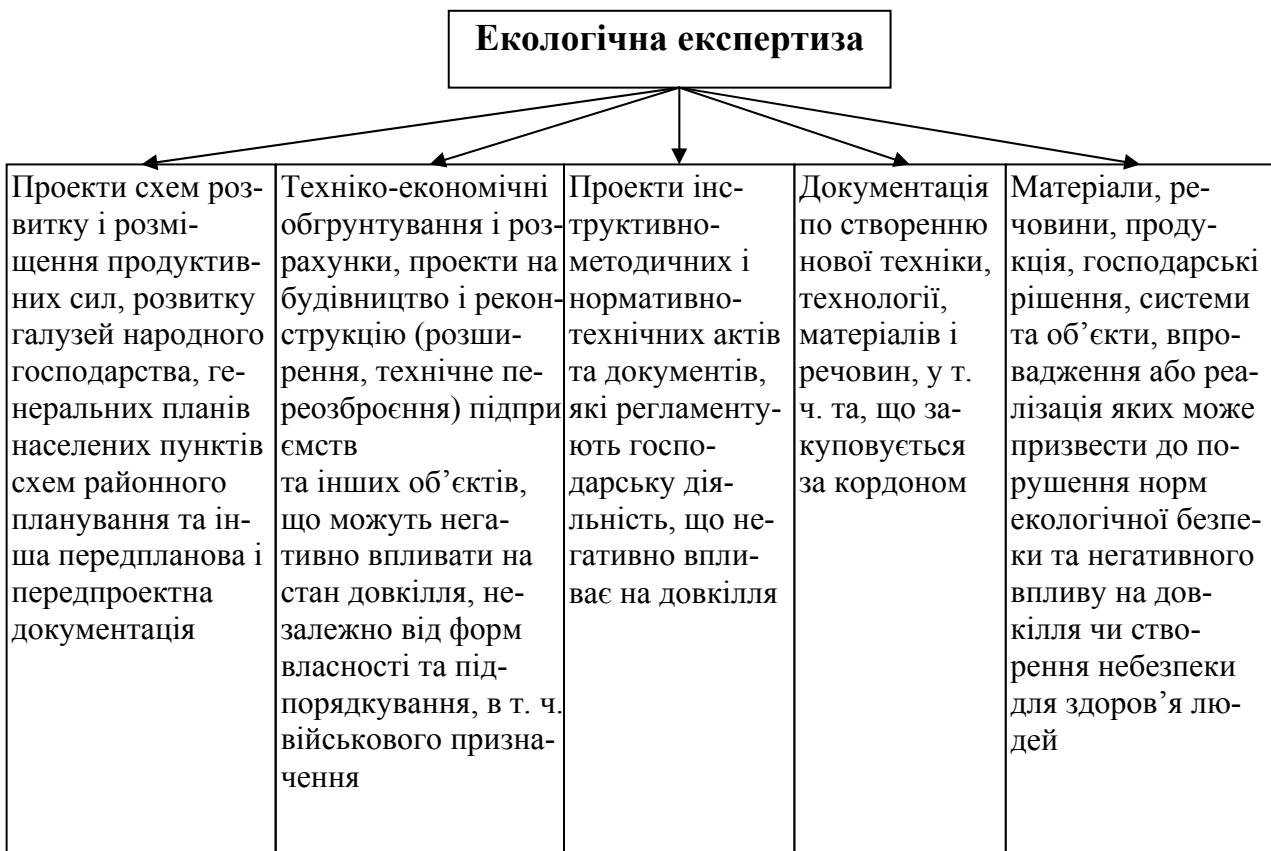 Екологічна експертиза
Проекти схем роз-
витку і розмі-
щення продуктив-
них сил, розвитку
галузей народного
господарства, ге-
неральних планів
населених пунктів
схем районного
планування та ін-
ша передпланова і
передпроектна
документація
Техніко-економічні
обгрунтування і роз-
рахунки, проекти на
будівництво і рекон-
струкцію (розши-
рення, технічне пе-
реозброєння) підпри
ємств
та інших об’єктів,
що можуть нега-
тивно впливати на
стан довкілля, не-
залежно від форм
власності та під-
порядкування, в т. ч.
військового призна-
чення
Проекти інс-
труктивно-
методичних і
нормативно-
технічних актів
та документів,
які регламенту-
ють госпо-
дарську дія-
льність, що не-
гативно впли-
ває на довкілля
Документація
по створенню
нової техніки,
технології,
матеріалів і
речовин, у т.
ч. та, що за-
куповується
за кордоном
Матеріали, ре-
човини, проду-
кція, господарські
рішення, системи
та об’єкти, впро-
вадження або реа-
лізація яких може
призвести до по-
рушення норм
екологічної безпе-
ки та негативного
впливу на дов-
кілля чи ство-
рення небезпеки
для здоров’я лю-
дей